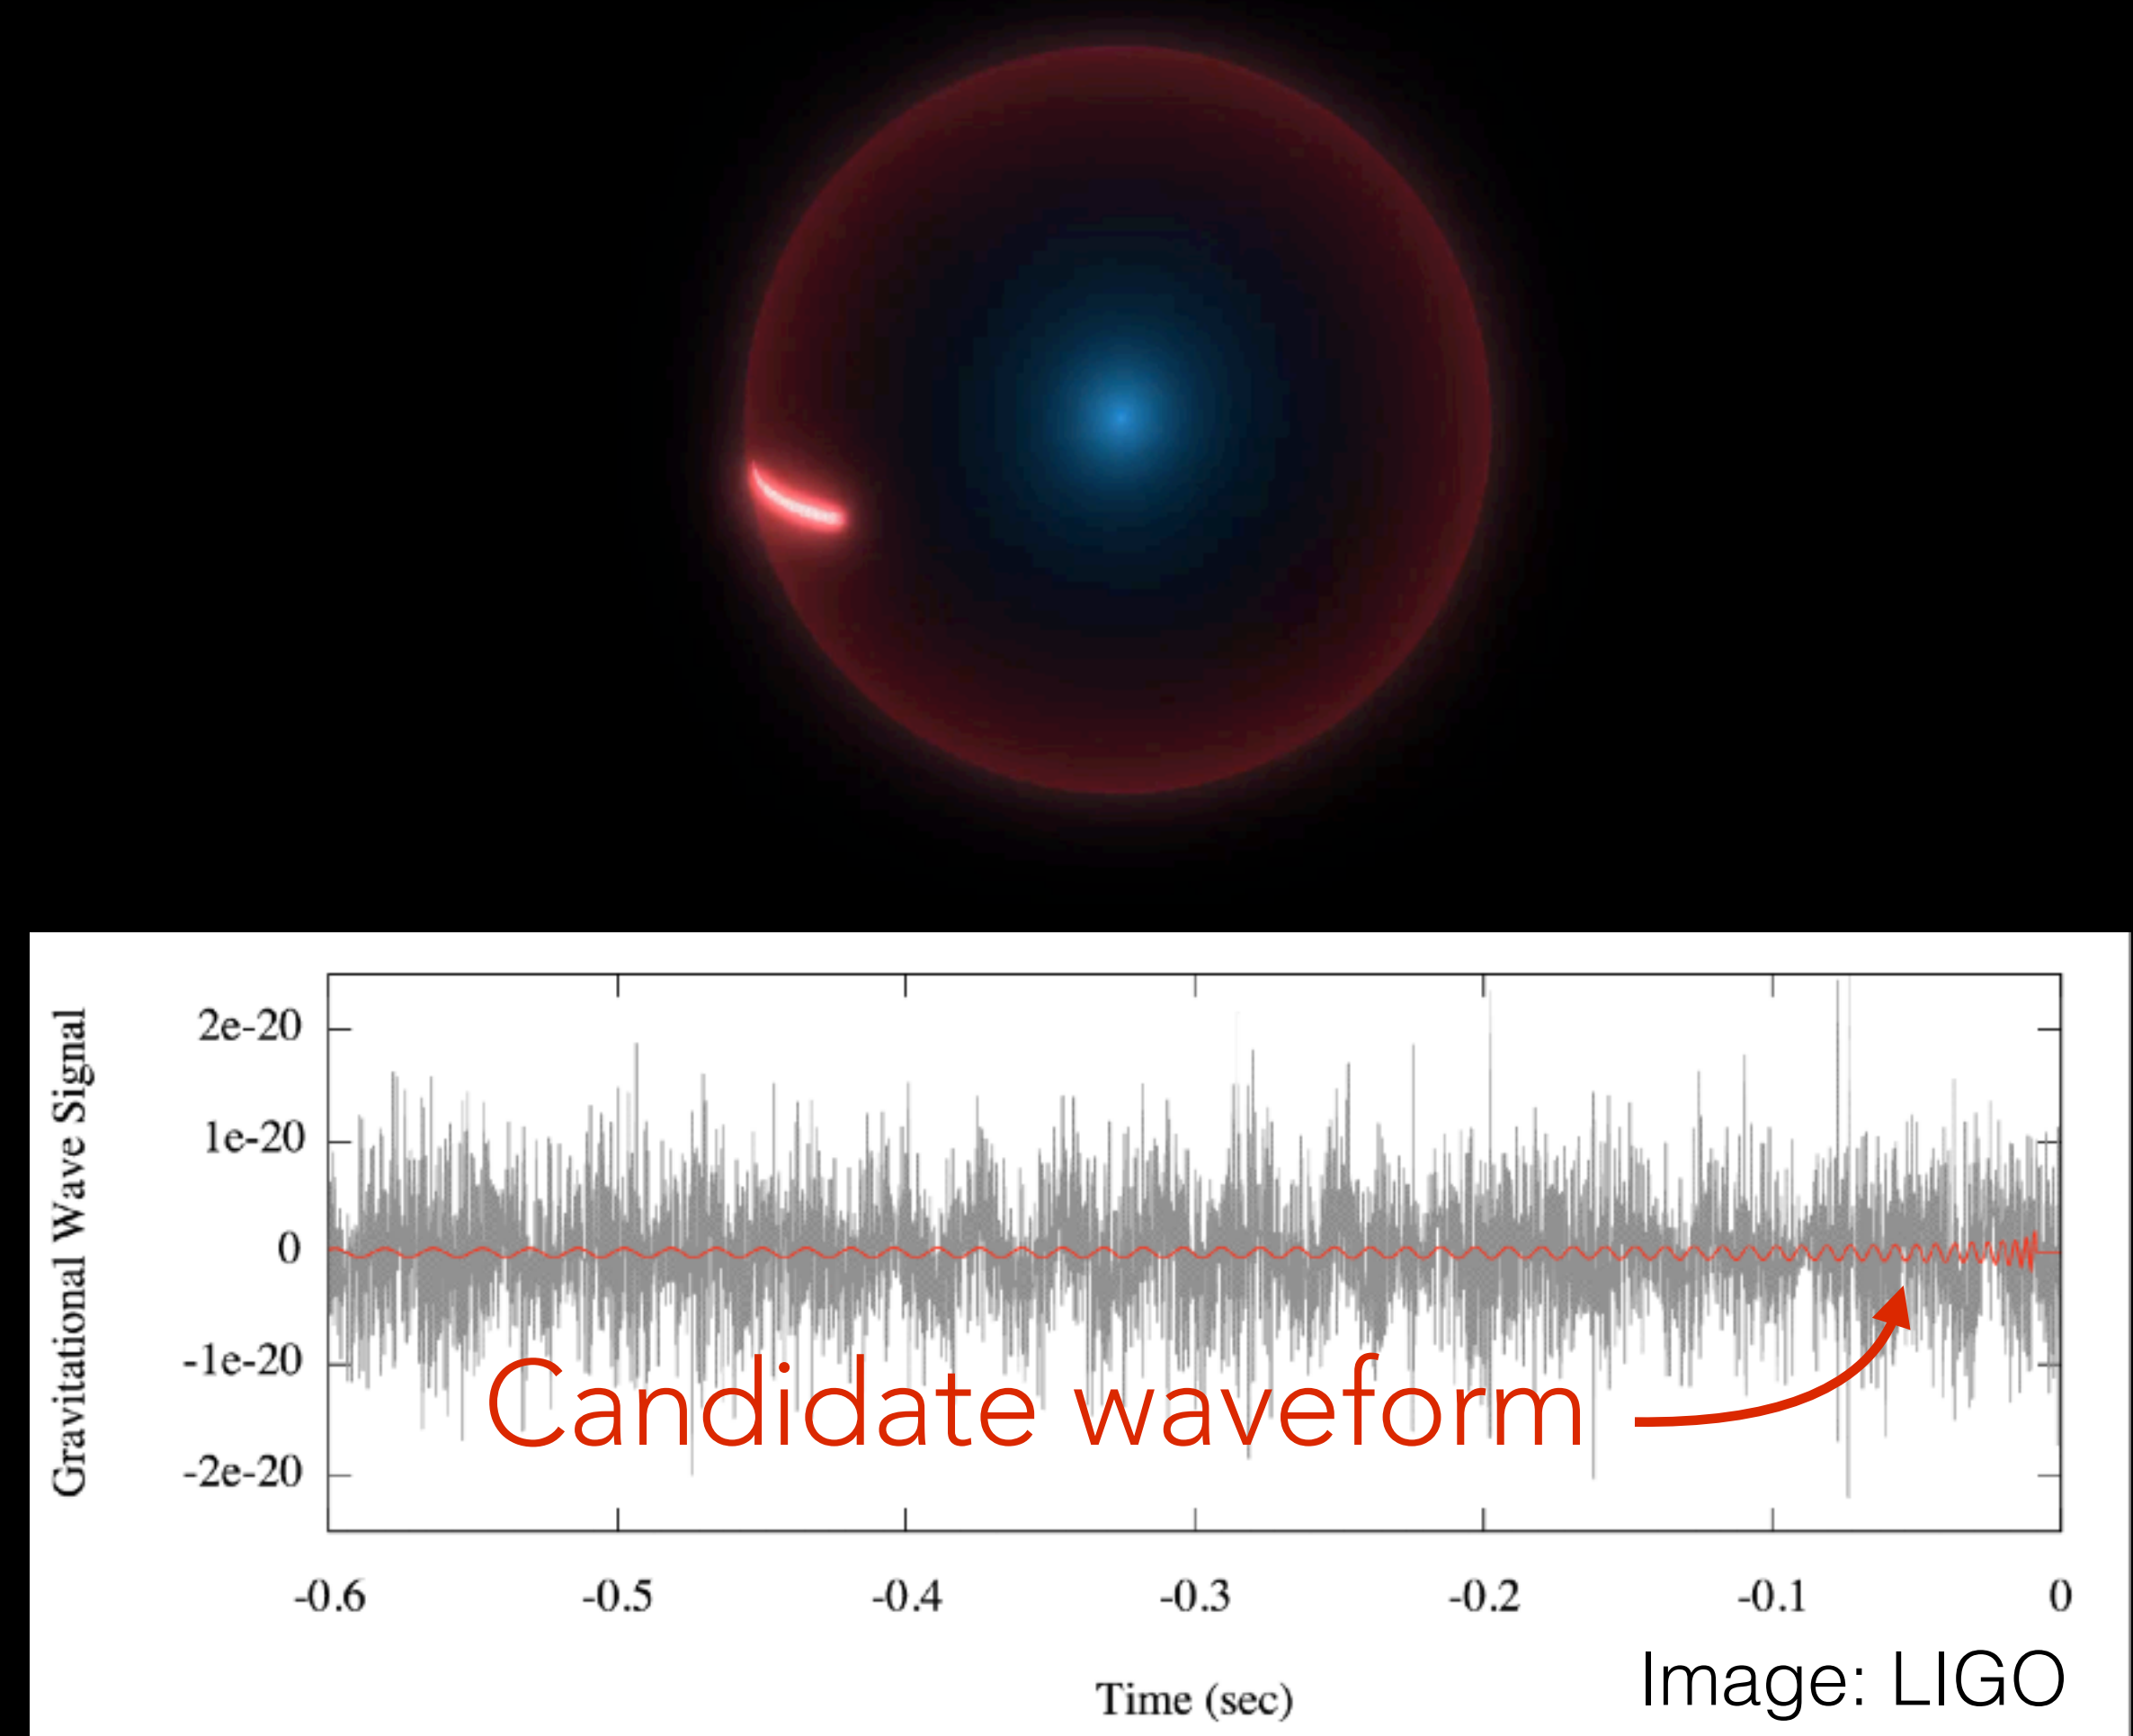 Gravitational Wave Signal
2e-20
1e-20
0
-1e-20
-2e-20
Candidate waveform
-0.6 -0.5 -0.4 -0.3 -0.2 -0.1 0
Time (sec)
Image: LIGO